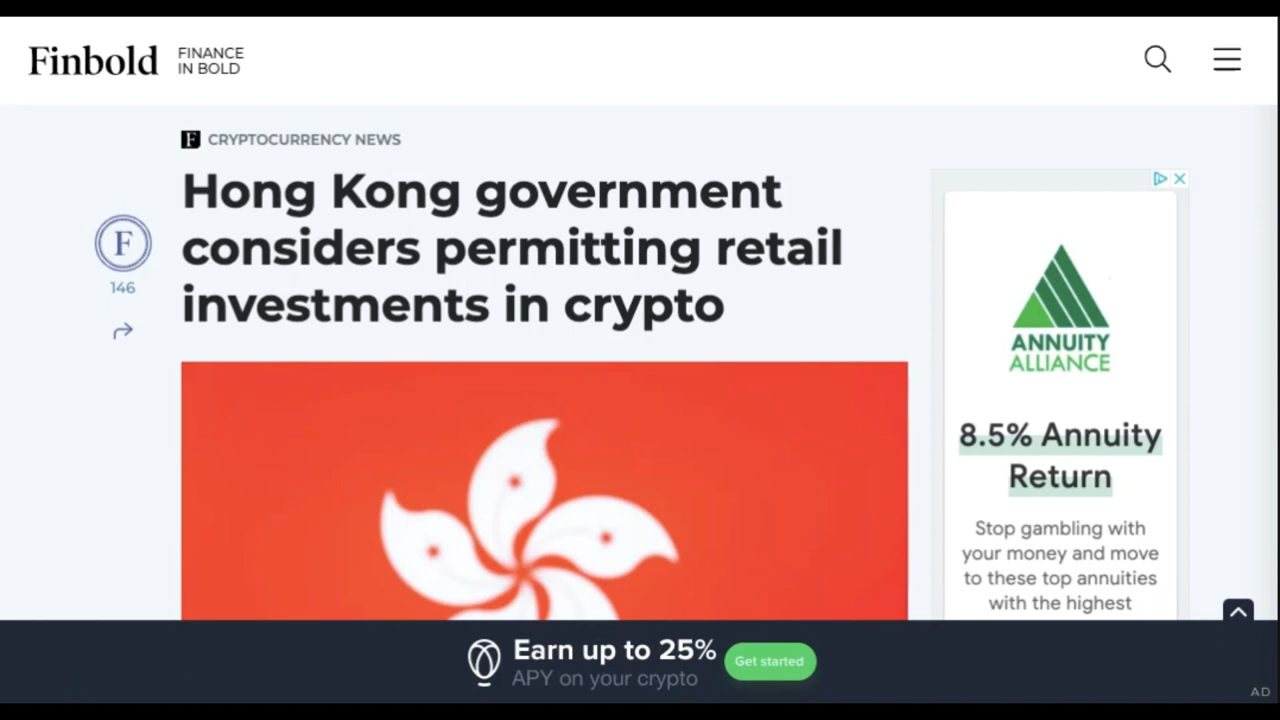 Finbold
FINANCE
IN BOLD
F CRYPTOCURRENCY NEWS
Hong Kong government
considers permitting retail
investments in crypto
F
146
ANNUITY
ALLIANCE
8.5% Annuity
Return
Stop gambling with
your money and move
to these top annuities
with the highest
Earn up to 25%
APY on your crypto
Get started
AD